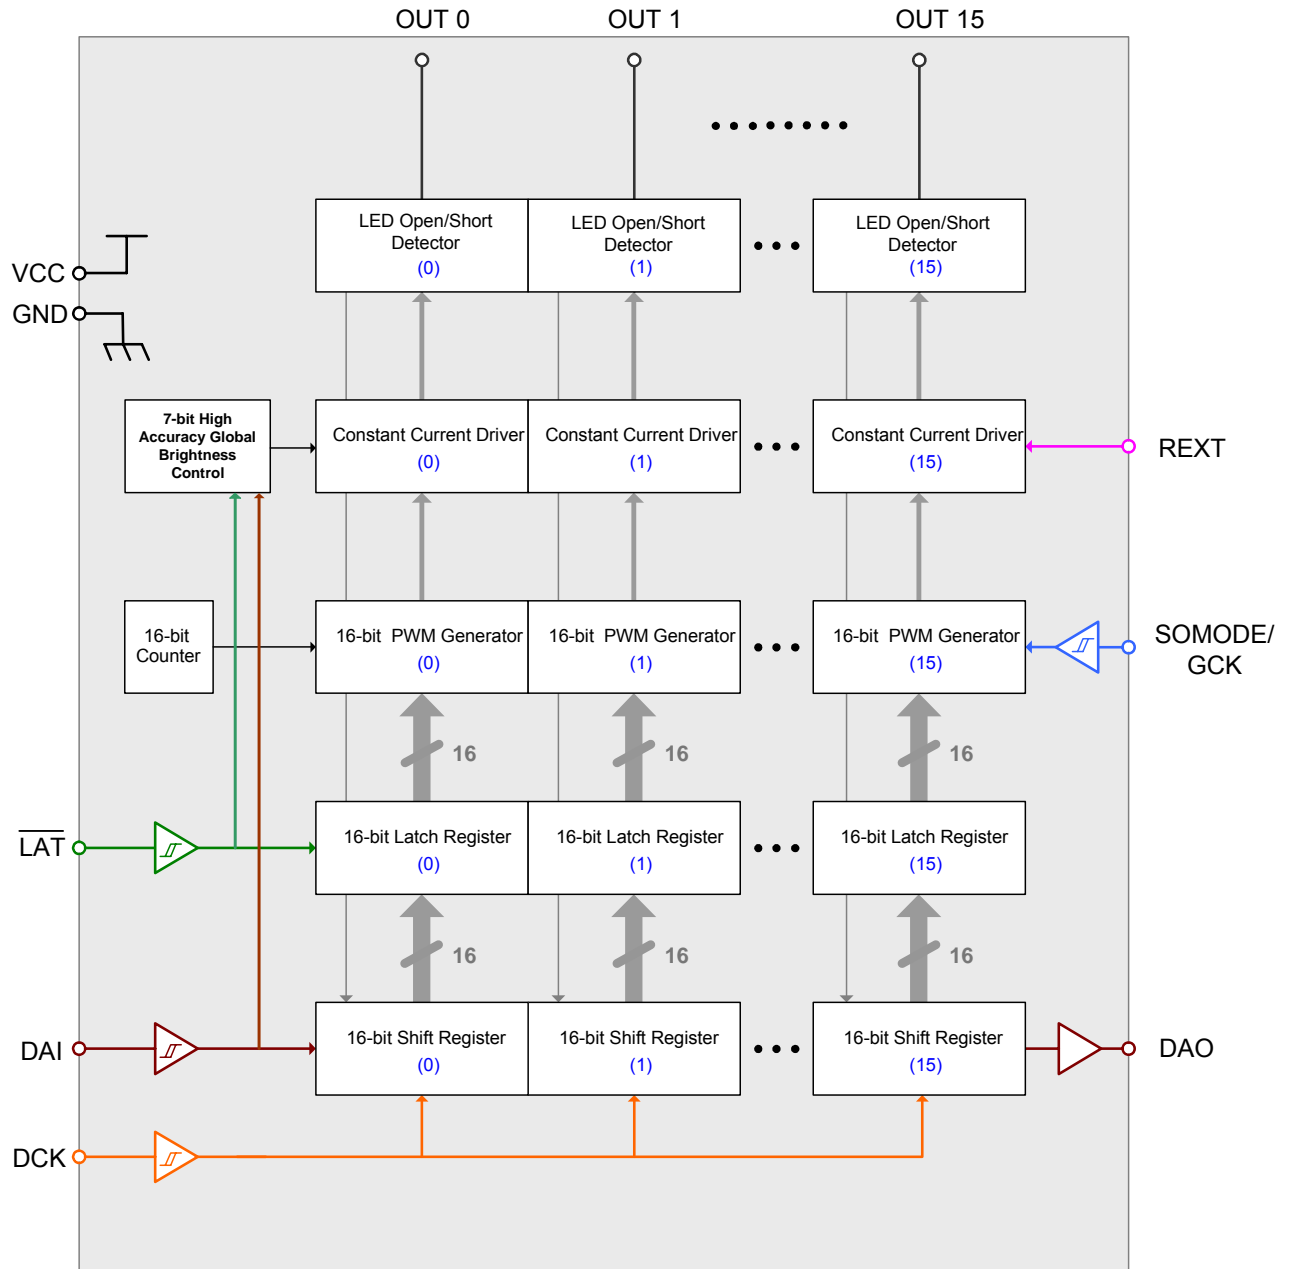 OUT 0
OUT 1
OUT 15
LED Open/Short
Detector
(0)
LED Open/Short
Detector
(1)
LED Open/Short
Detector
(15)
VCC
GND
7-bit High
Accuracy Global
Brightness
Control
Constant Current Driver
(0)
Constant Current Driver
(1)
Constant Current Driver
(15)
REXT
16-bit
Counter
16-bit PWM Generator
(0)
16-bit PWM Generator
(1)
16-bit PWM Generator
(15)
SOMODE/
GCK
16
16
16
LAT
16-bit Latch Register
(0)
16-bit Latch Register
(1)
16-bit Latch Register
(15)
16
16
16
DAI
16-bit Shift Register
(0)
16-bit Shift Register
(1)
16-bit Shift Register
(15)
DAO
DCK